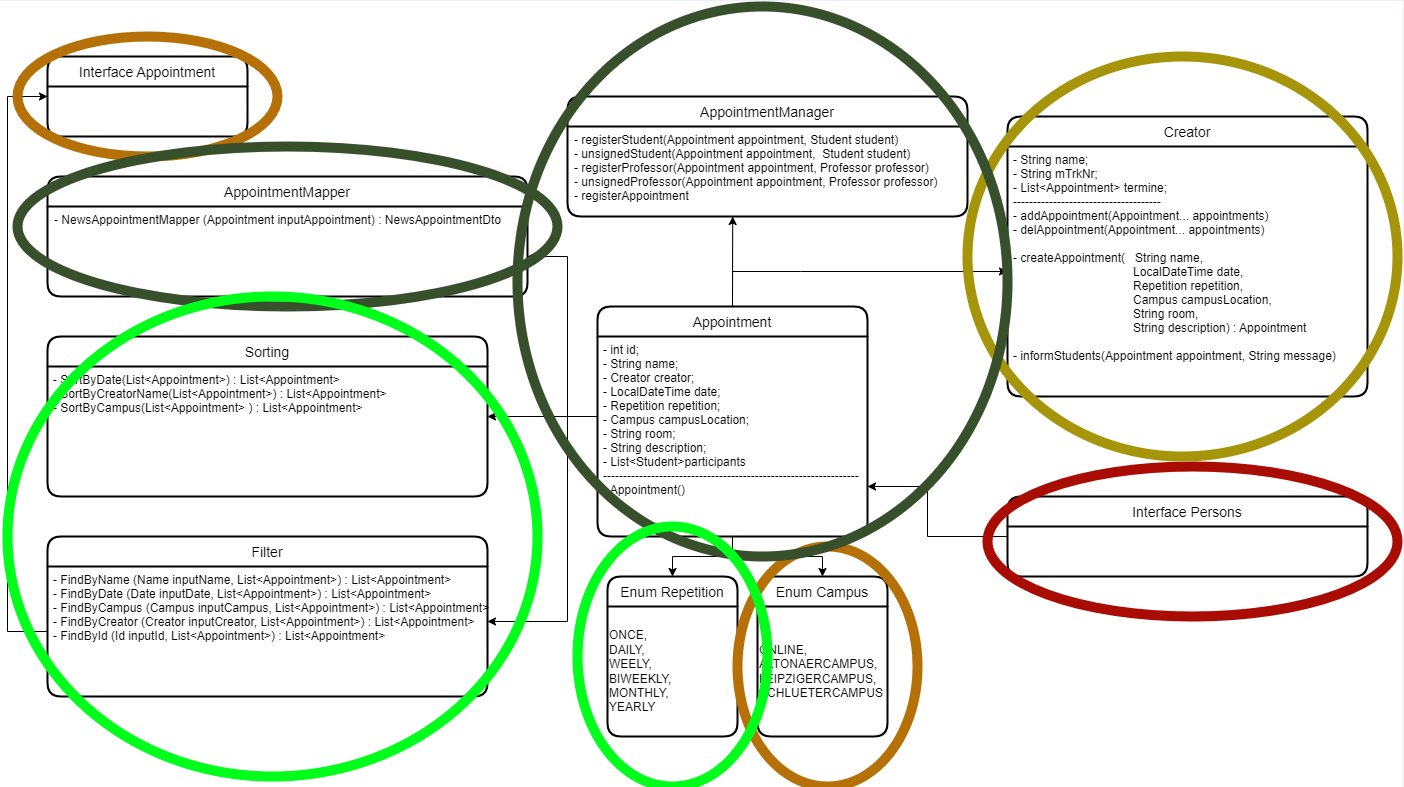 Interface Appointment
AppointmentMapper
- NewsAppointmentMapper (Appointment inputAppointment) : NewsAppointmentDto
Sorting
- SortByDate(List<Appointment>) : List<Appointment>
- SortByCreatorName(List<Appointment>) : List<Appointment>
- SortByCampus(List<Appointment> ) : List<Appointment>
Filter
- FindByName (Name inputName, List<Appointment>) : List<Appointment>
- FindByDate (Date inputDate, List<Appointment>) : List<Appointment>
- FindByCampus (Campus inputCampus, List<Appointment>) : List<Appointment>
- FindByCreator (Creator inputCreator, List<Appointment>) : List<Appointment>
- FindById (Id inputId, List<Appointment>) : List<Appointment>
AppointmentManager
- registerStudent(Appointment appointment, Student student)
- unsignedStudent(Appointment appointment, Student student)
- registerProfessor(Appointment appointment, Professor professor)
- unsignedProfessor(Appointment appointment, Professor professor)
- registerAppointment
Appointment
- int id;
- String name;
- Creator creator;
- LocalDateTime date;
- Repetition repetition;
- Campus campusLocation;
- String room;
- String description;
- List<Student>participants
- Appointment()
Enum Repetition
ONCE,
DAILY,
WEELY,
BIWEEKLY,
MONTHLY,
YEARLY
Enum Campus
ONLINE,
ALTONAERCAMPUS,
LEIPZIGERCAMPUS,
SCHLUETERCAMPUS
Creator
- String name;
- String mTrkNr;
- List<Appointment> termine;
- addAppointment(Appointment... appointments)
- delAppointment(Appointment... appointments)
- createAppointment( String name,
LocalDateTime date,
Repetition repetition,
Campus campusLocation,
String room,
String description) : Appointment
- informStudents(Appointment appointment, String message)
Interface Persons